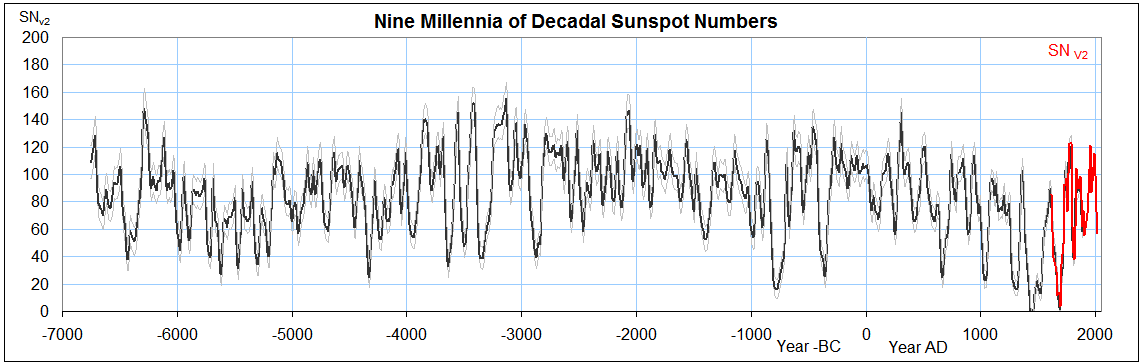 Nine Millennia of Decadal Sunspot Numbers
SNv2
200
180
160
140
120
100
80
60
40
20
0
SN V2
-7000 -6000 -5000 -4000 -3000 -2000 -1000 0 1000 2000
Year -BC Year AD